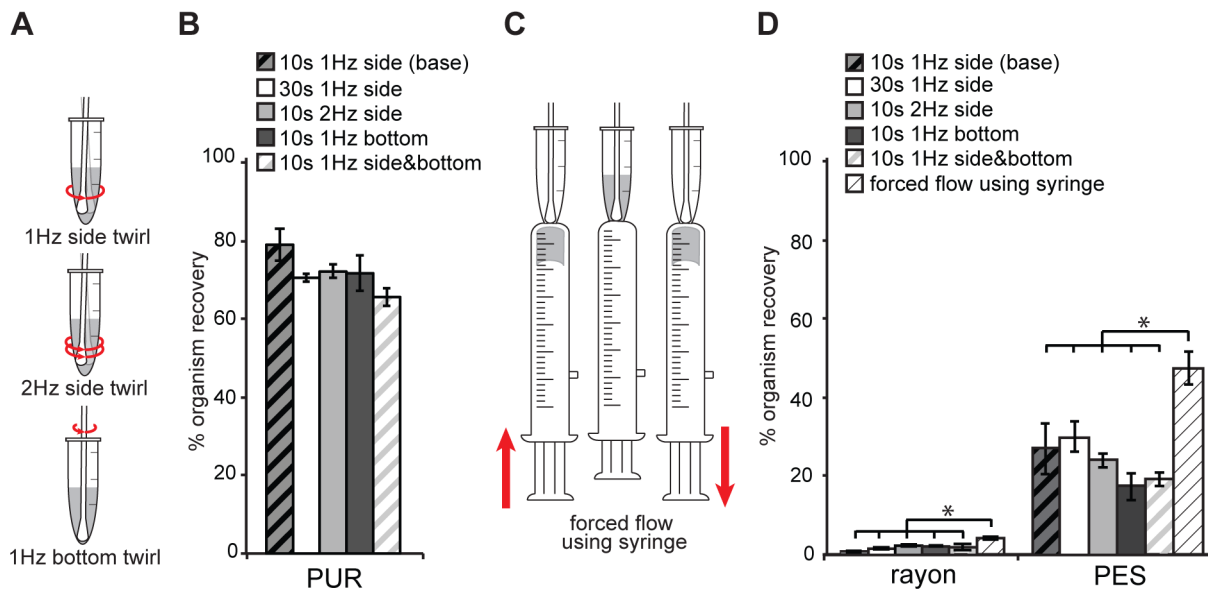 A
1Hz side twirl
2Hz side twirl
1Hz bottom twirl
B
10s 1Hz side (base)
30s 1Hz side
10s 2Hz side
10s 1Hz bottom
10s 1Hz side&bottom
% organism recovery
100
80
60
40
20
0
PUR
C
forced flow
using syringe
D
10s 1Hz side (base)
30s 1Hz side
10s 2Hz side
10s 1Hz bottom
10s 1Hz side&bottom
forced flow using syringe
% organism recovery
100
80
60
40
20
0
*
*
rayon
PES